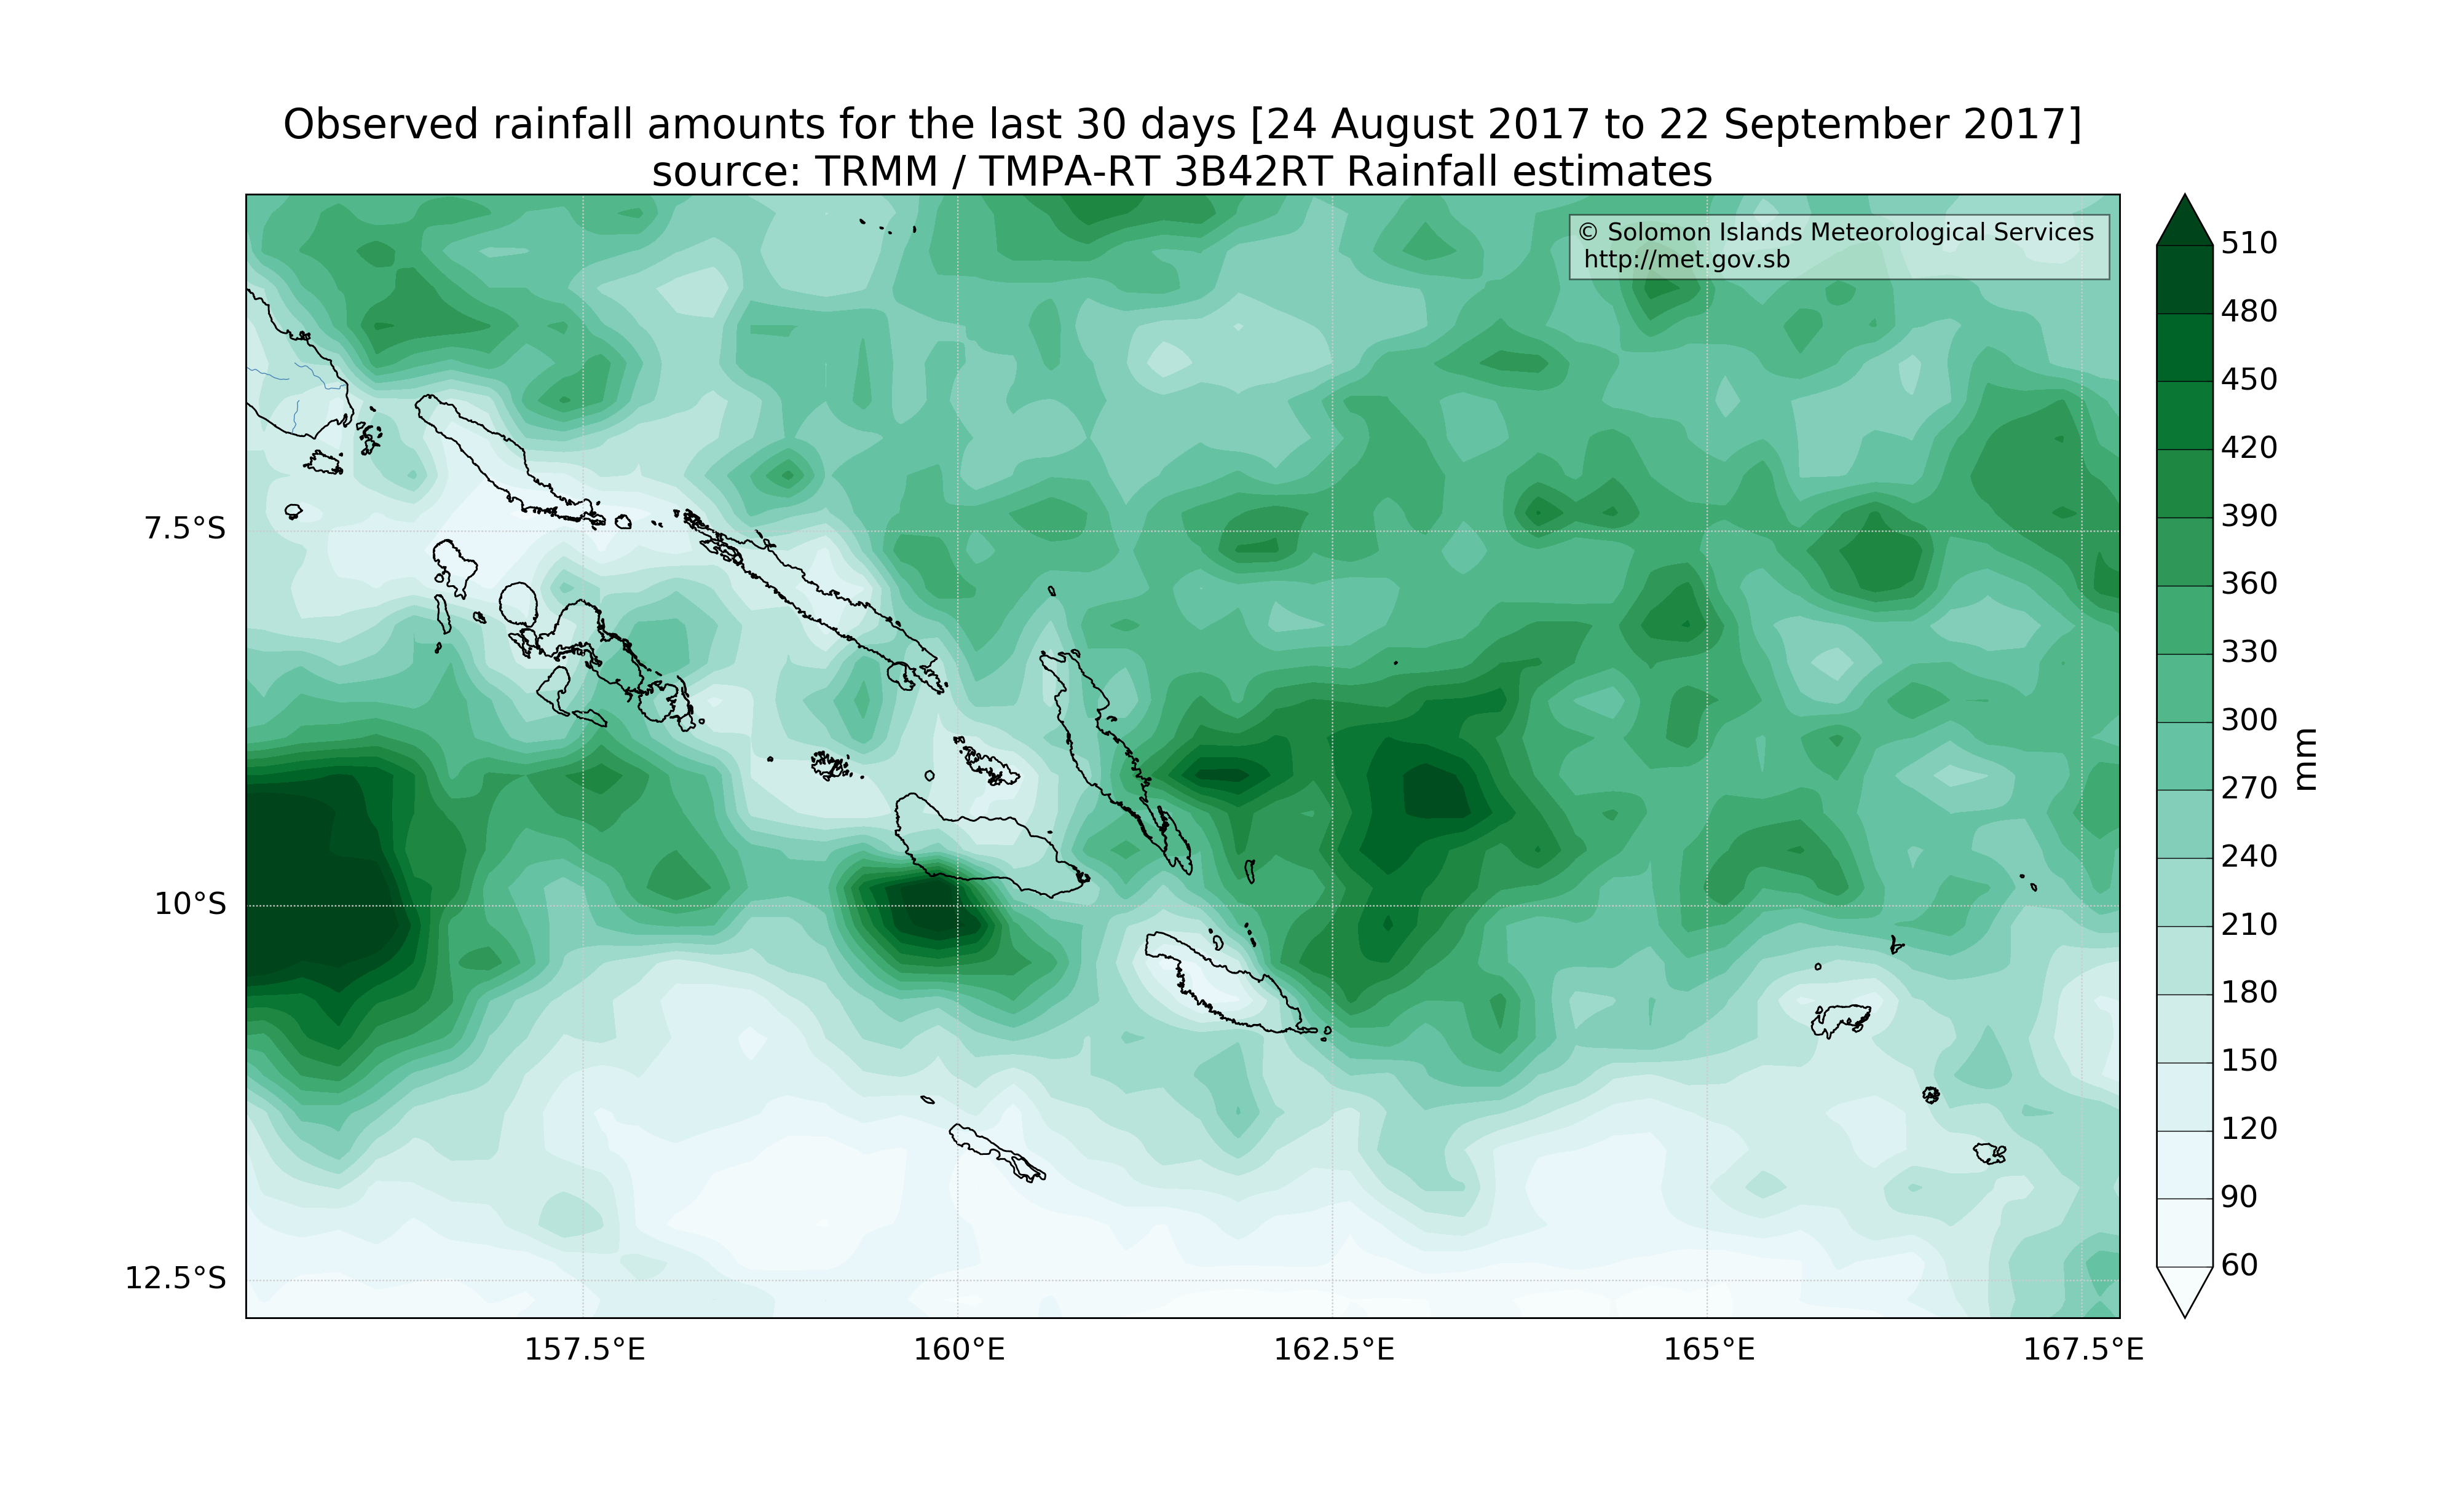 Observed rainfall amounts for the last 30 days [24 August 2017 to 22 September 2017]
source: TRMM / TMPA-RT 3B42RT Rainfall estimates
© Solomon Islands Meteorological Services
http://met.gov.sb
7.5°S
10°S
12.5°S
157.5°E
160°E
162.5°E
165°E
167.5°E
510
480
450
420
390
360
330
300
270
240
210
180
150
120
90
60
mm